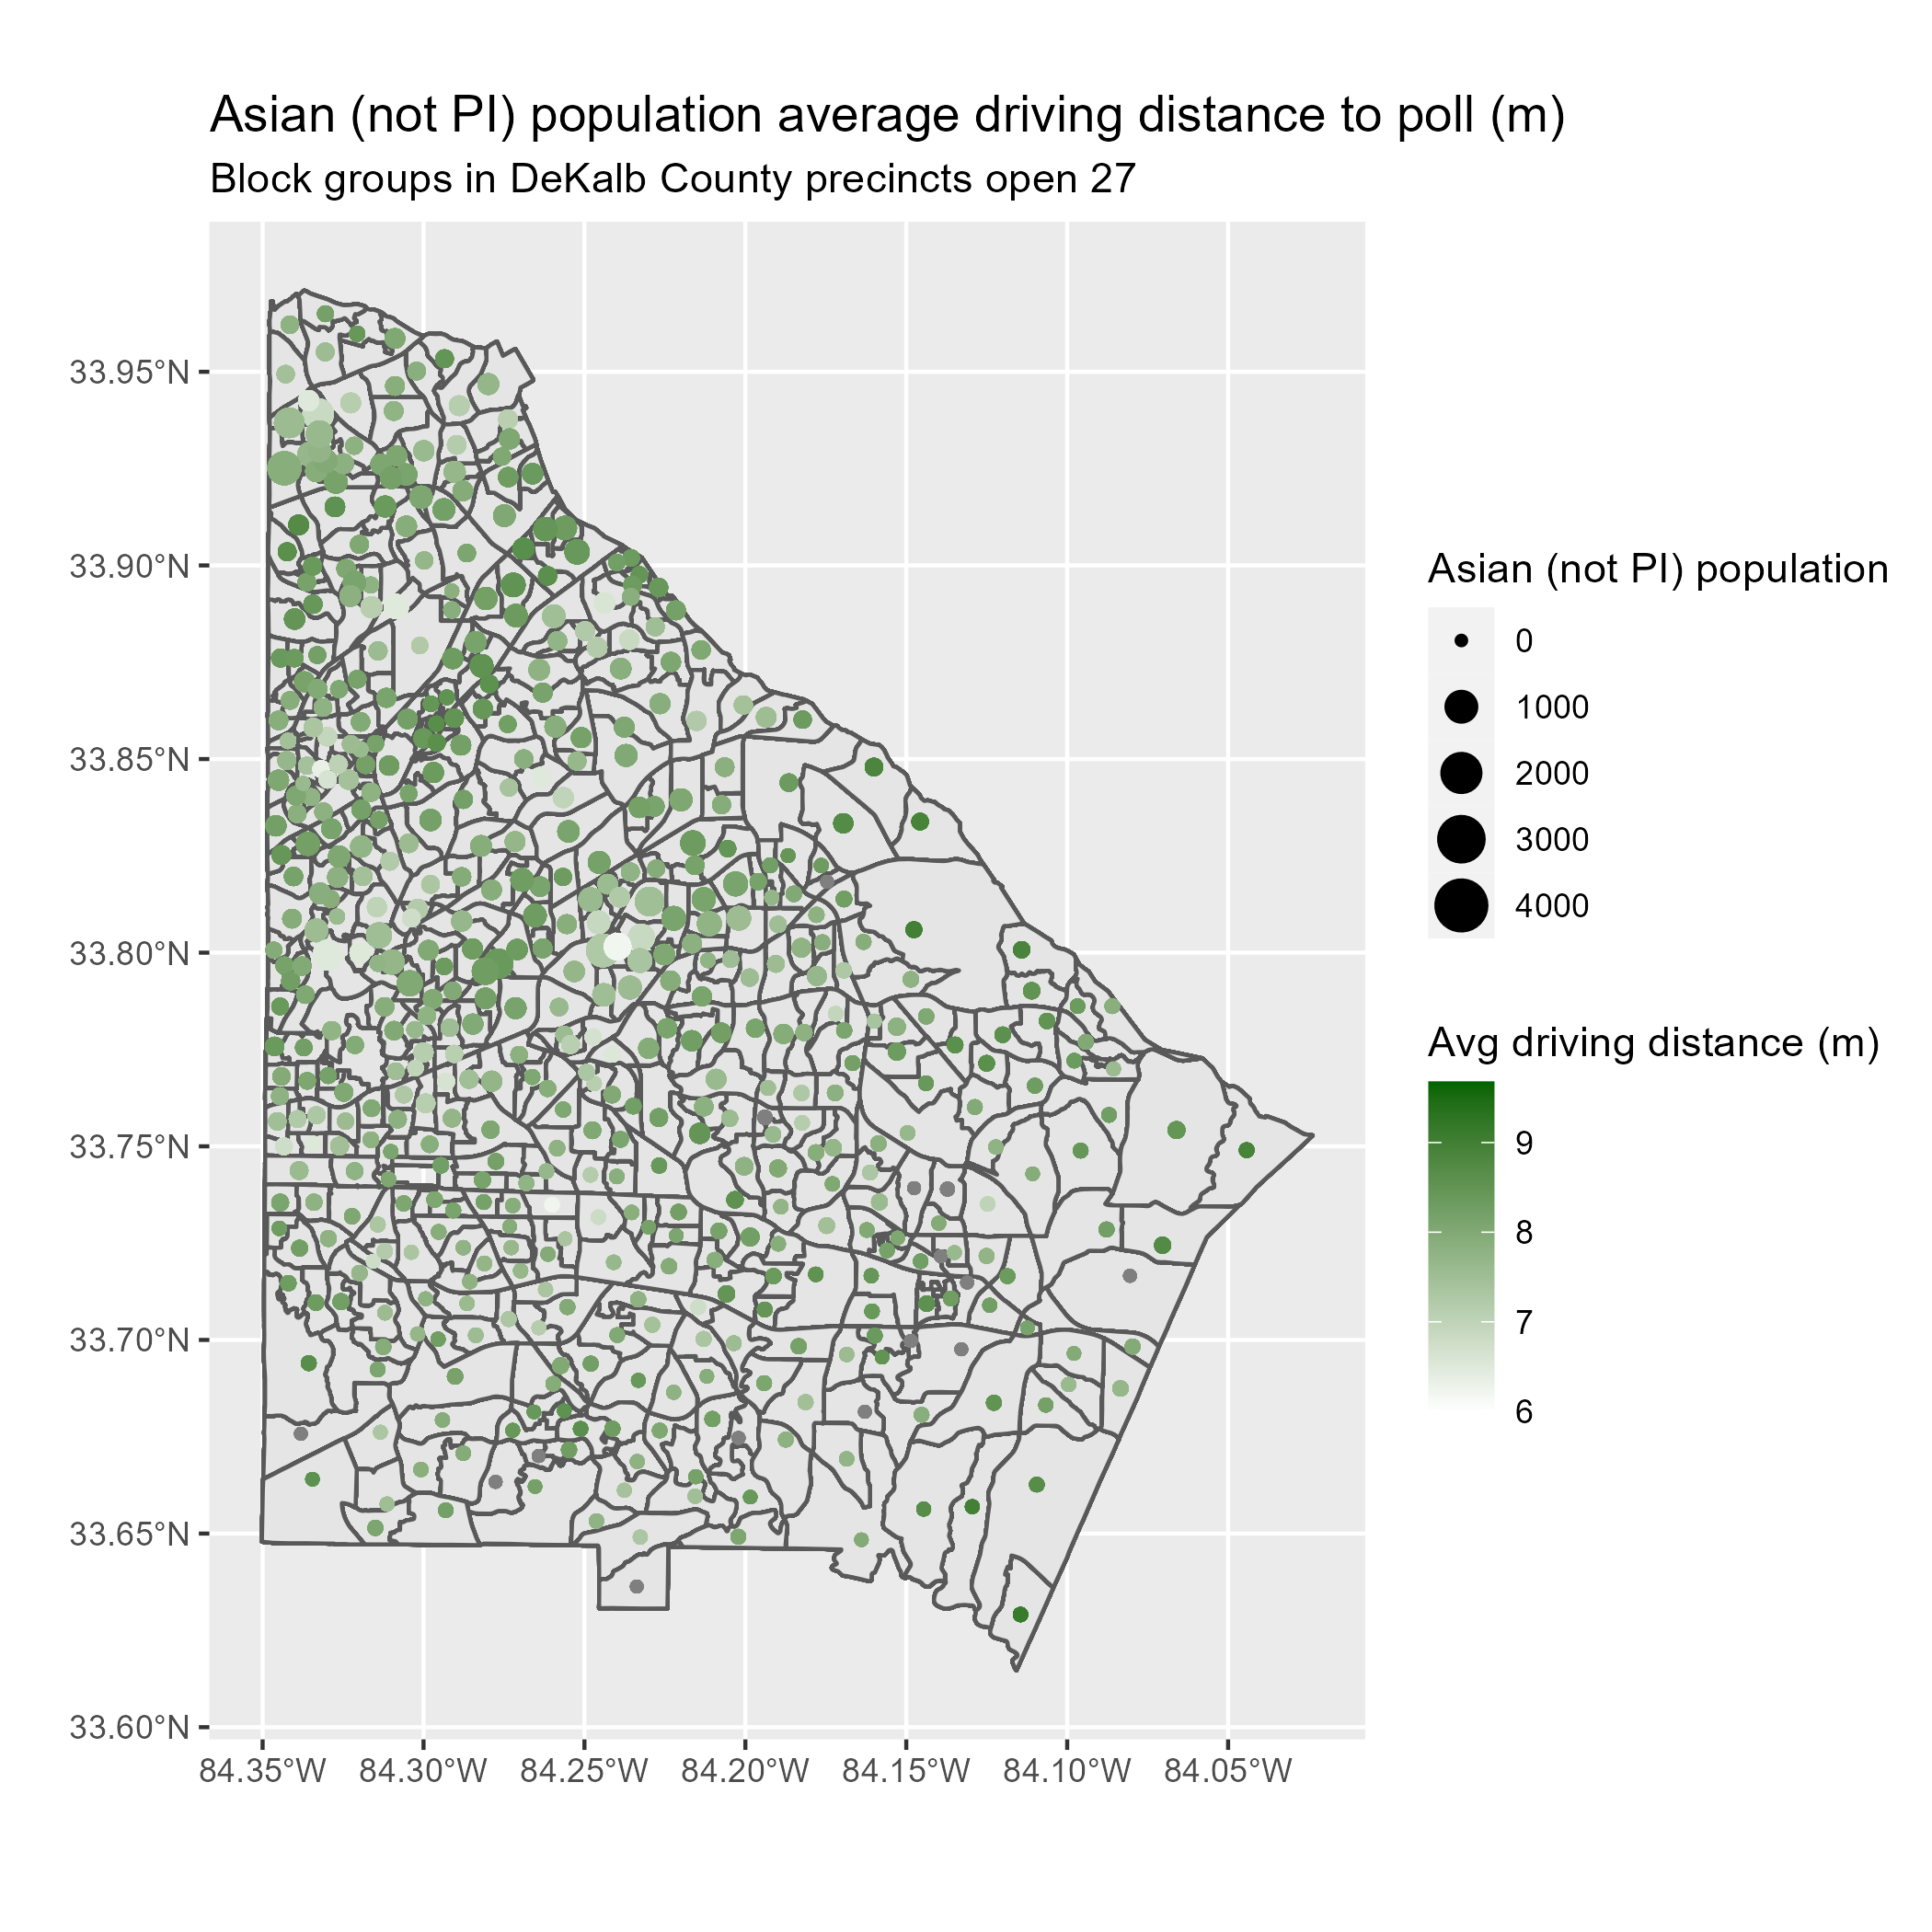 Asian (not PI) population average driving distance to poll (m)
Block groups in DeKalb County precincts open 27
33.95°N
33.90°N
33.85°N
33.80°N
33.75°N
33.70°N
33.65°N
33.60°N
84.35°W
84.30°W
84.25°W
84.20°W
84.15°W
84.10°W
84.05°W
Asian (not PI) population
0
1000
2000
3000
4000
Avg driving distance (m)
9
8
7
6